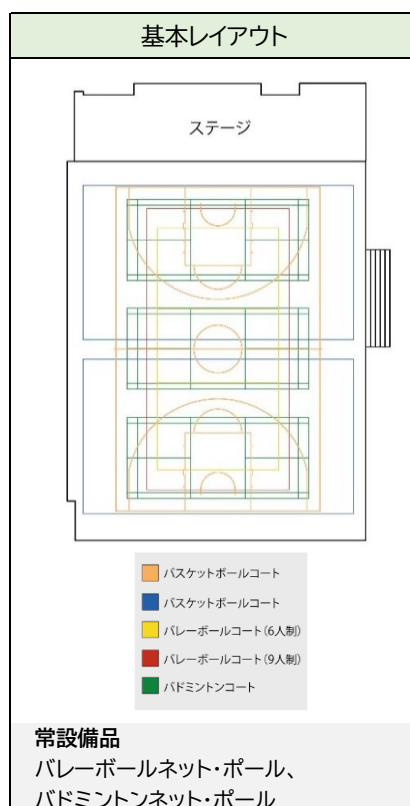 基本レイアウト
ステージ
バスケットボールコート
バスケットボールコート
バレーボールコート(6人制)
バレーボールコート(9人制)
バドミントンコート
常設備品
バレーボールネット・ポール、
バドミントンネット・ポール